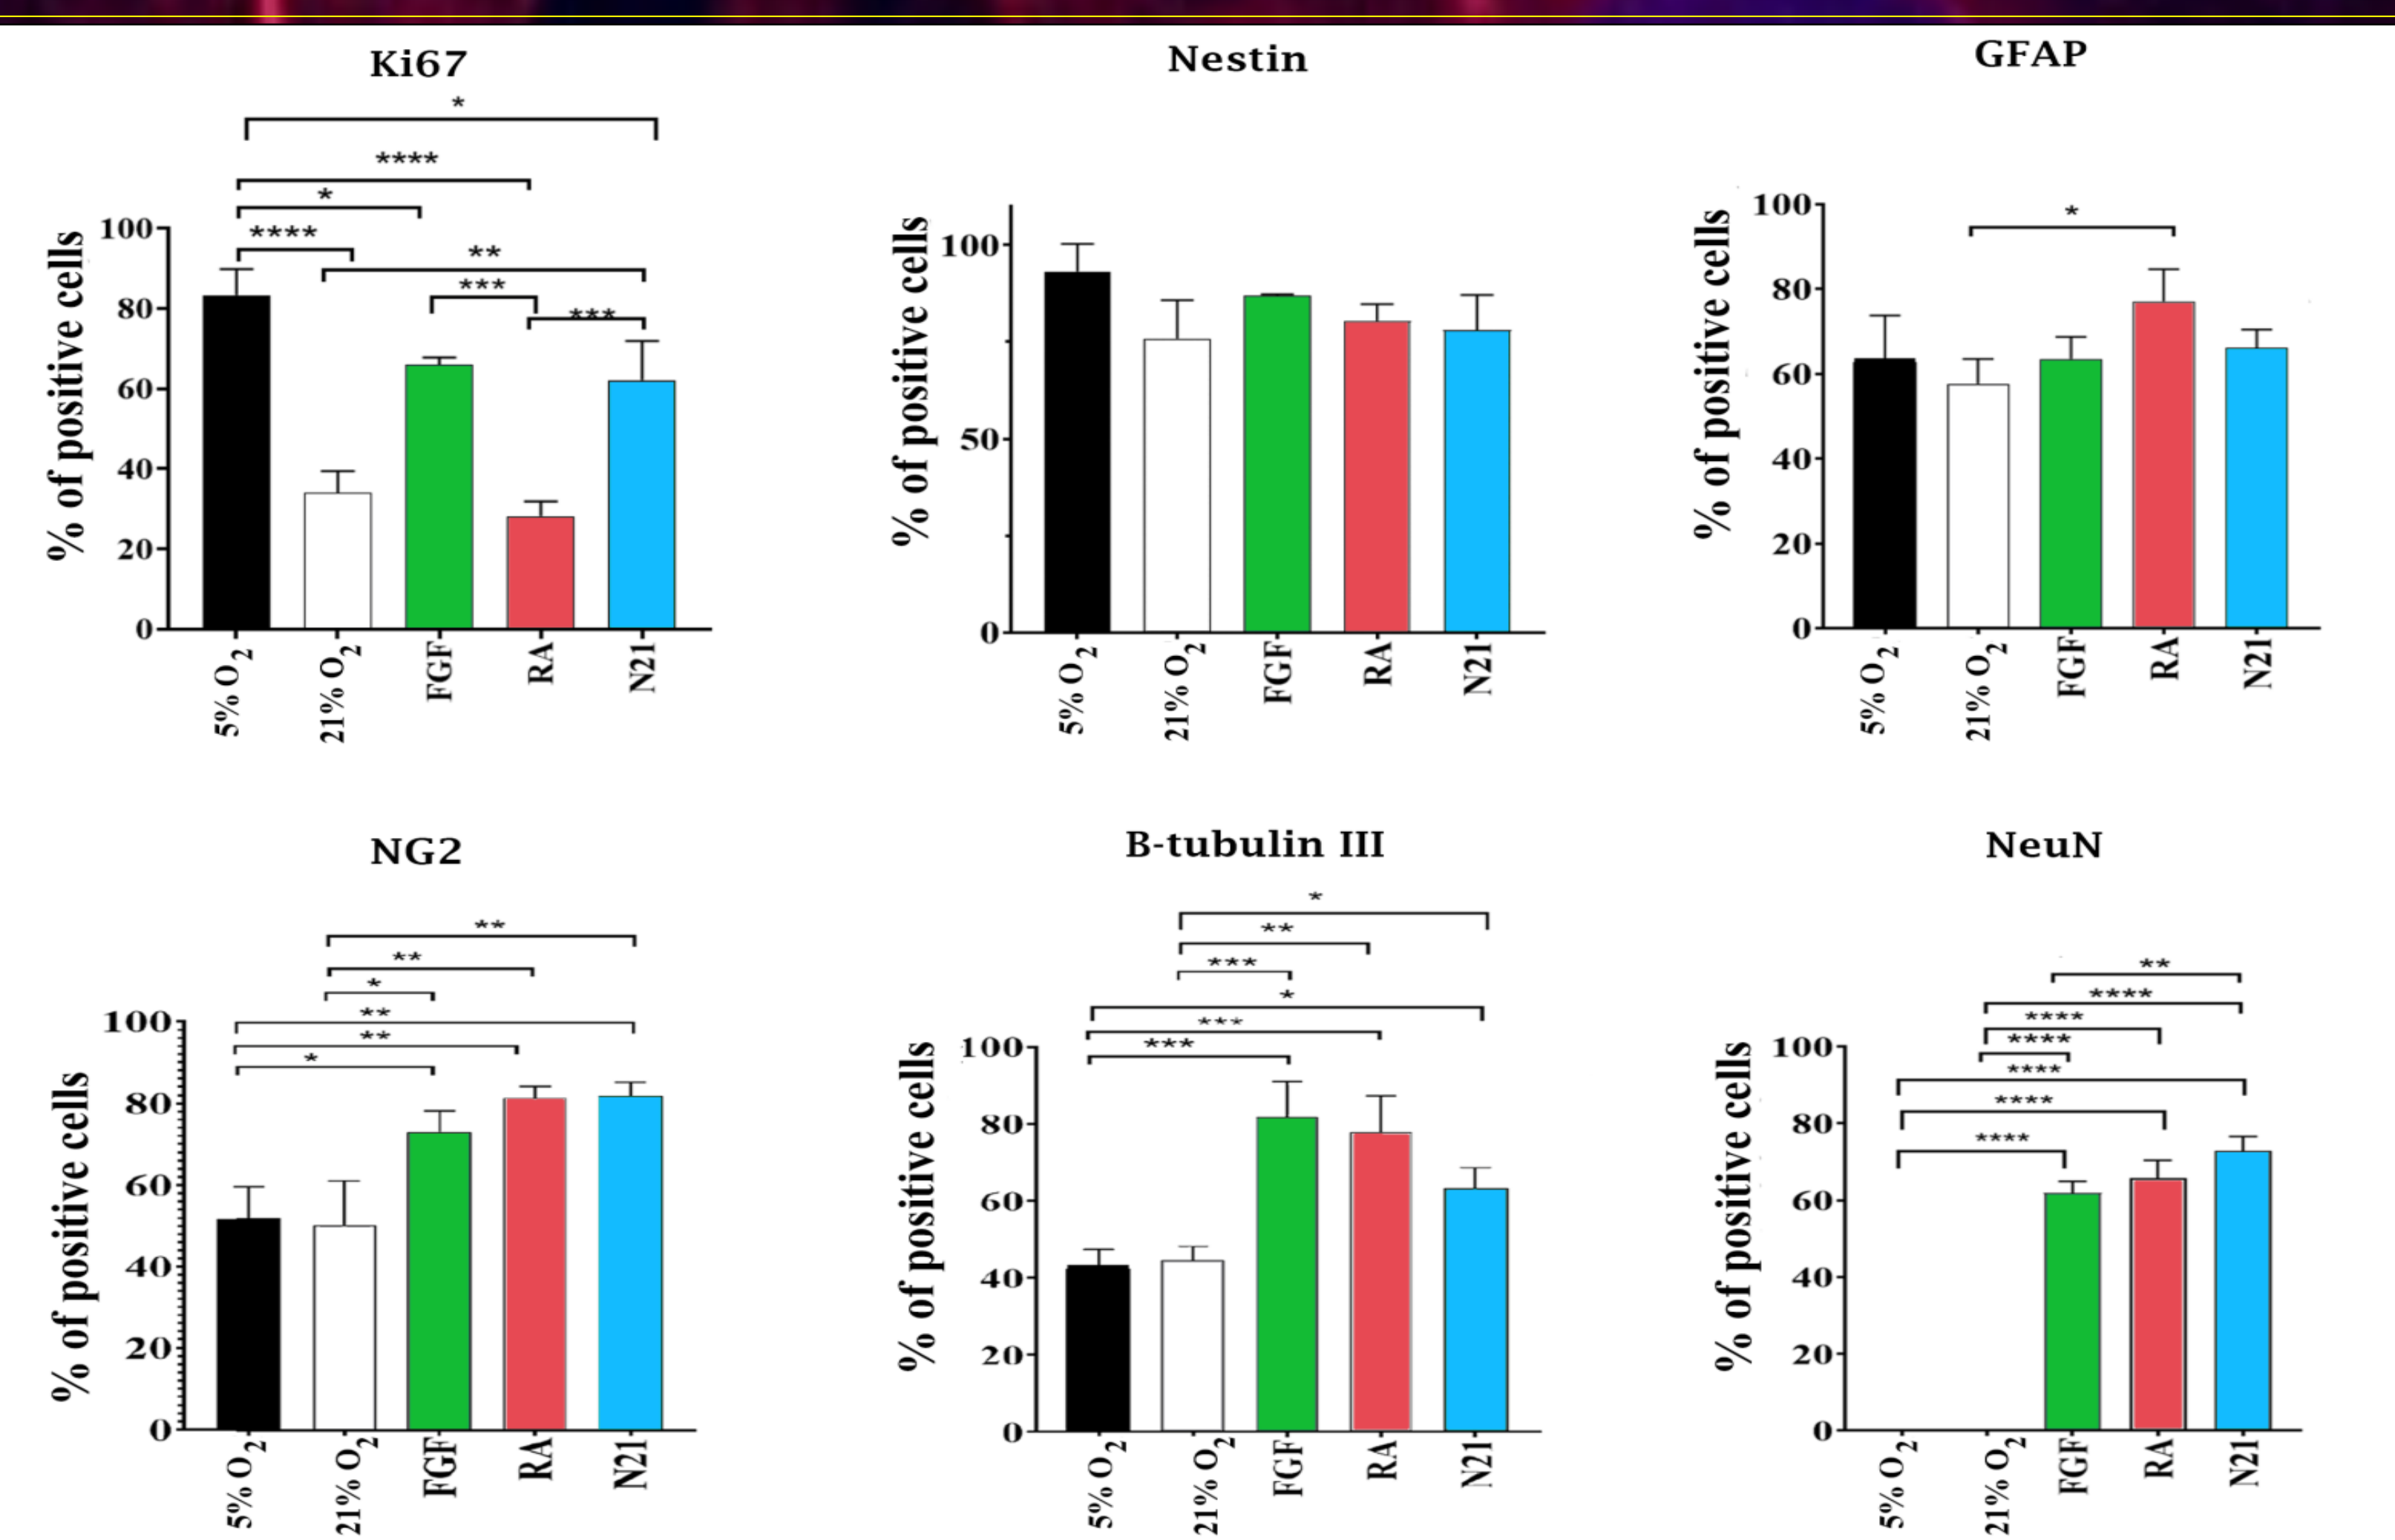 Ki67
*
****
*
****
**
***
***
% of positive cells
100
80
60
40
20
0
5% O2
21% O2
FGF
RA
N21
Nestin
% of positive cells
100
50
0
5% O2
21% O2
FGF
RA
N21
GFAP
*
% of positive cells
100
80
60
40
20
0
5% O2
21% O2
FGF
RA
N21
NG2
**
**
*
**
**
*
% of positive cells
100
80
60
40
20
0
5% O2
21% O2
FGF
RA
N21
B-tubulin III
*
**
***
*
***
***
% of positive cells
100
80
60
40
20
0
5% O2
21% O2
FGF
RA
N21
NeuN
**
****
****
****
****
****
****
% of positive cells
100
80
60
40
20
0
5% O2
21% O2
FGF
RA
N21